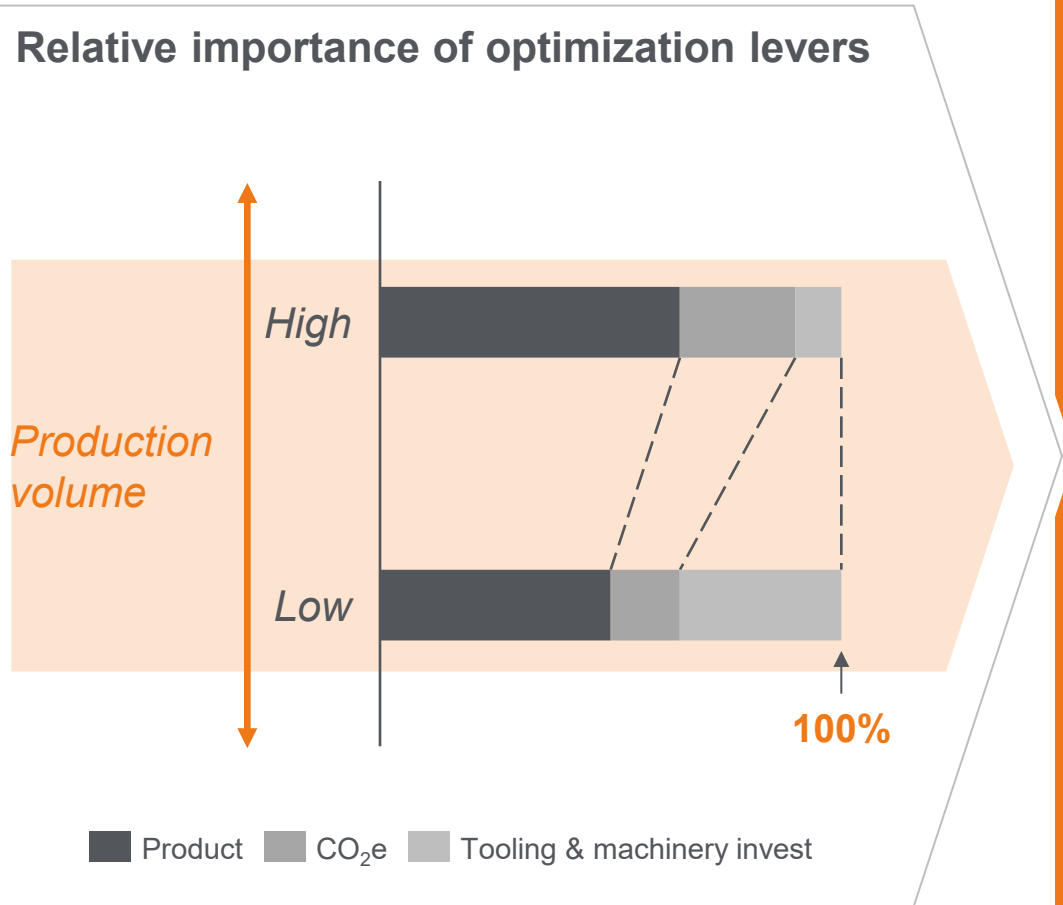 Relative importance of optimization levers
High
Production
volume
Low
100%
Product CO₂e Tooling & machinery invest